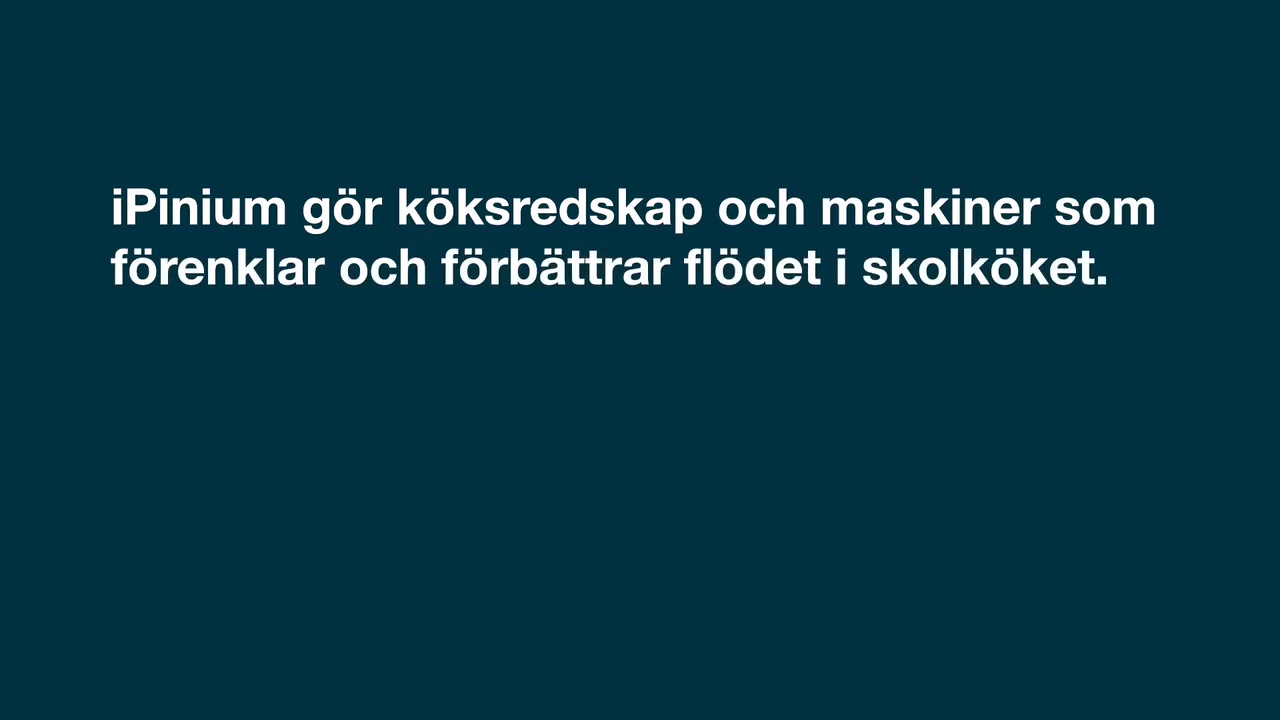 iPinium gör köksredskap och maskiner som
förenklar och förbättrar flödet i skolköket.